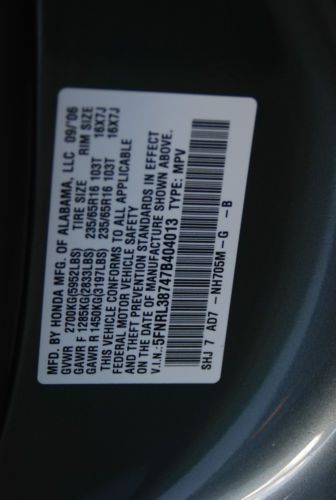 MFD. BY HONDA MFG. OF ALABAMA, LLC 09/'06
GVWR 2700KG(5952LBS) TIRE SIZE RIM SIZE
GAWR F 1285KG(2833LBS) 235/65R16 103T 16X7J
GAWR R 1450KG(3197LBS) 235/65R16 103T 16X7J
THIS VEHICLE CONFORMS TO ALL APPLICABLE
FEDERAL MOTOR VEHICLE SAFETY
AND THEFT PREVENTION STANDARDS IN EFFECT
ON THE DATE OF MANUFACTURE SHOWN ABOVE.
V.I.N.:5FNRL38747B404013 TYPE: MPV
SHJ 7 AD7 - NH705M - G - B